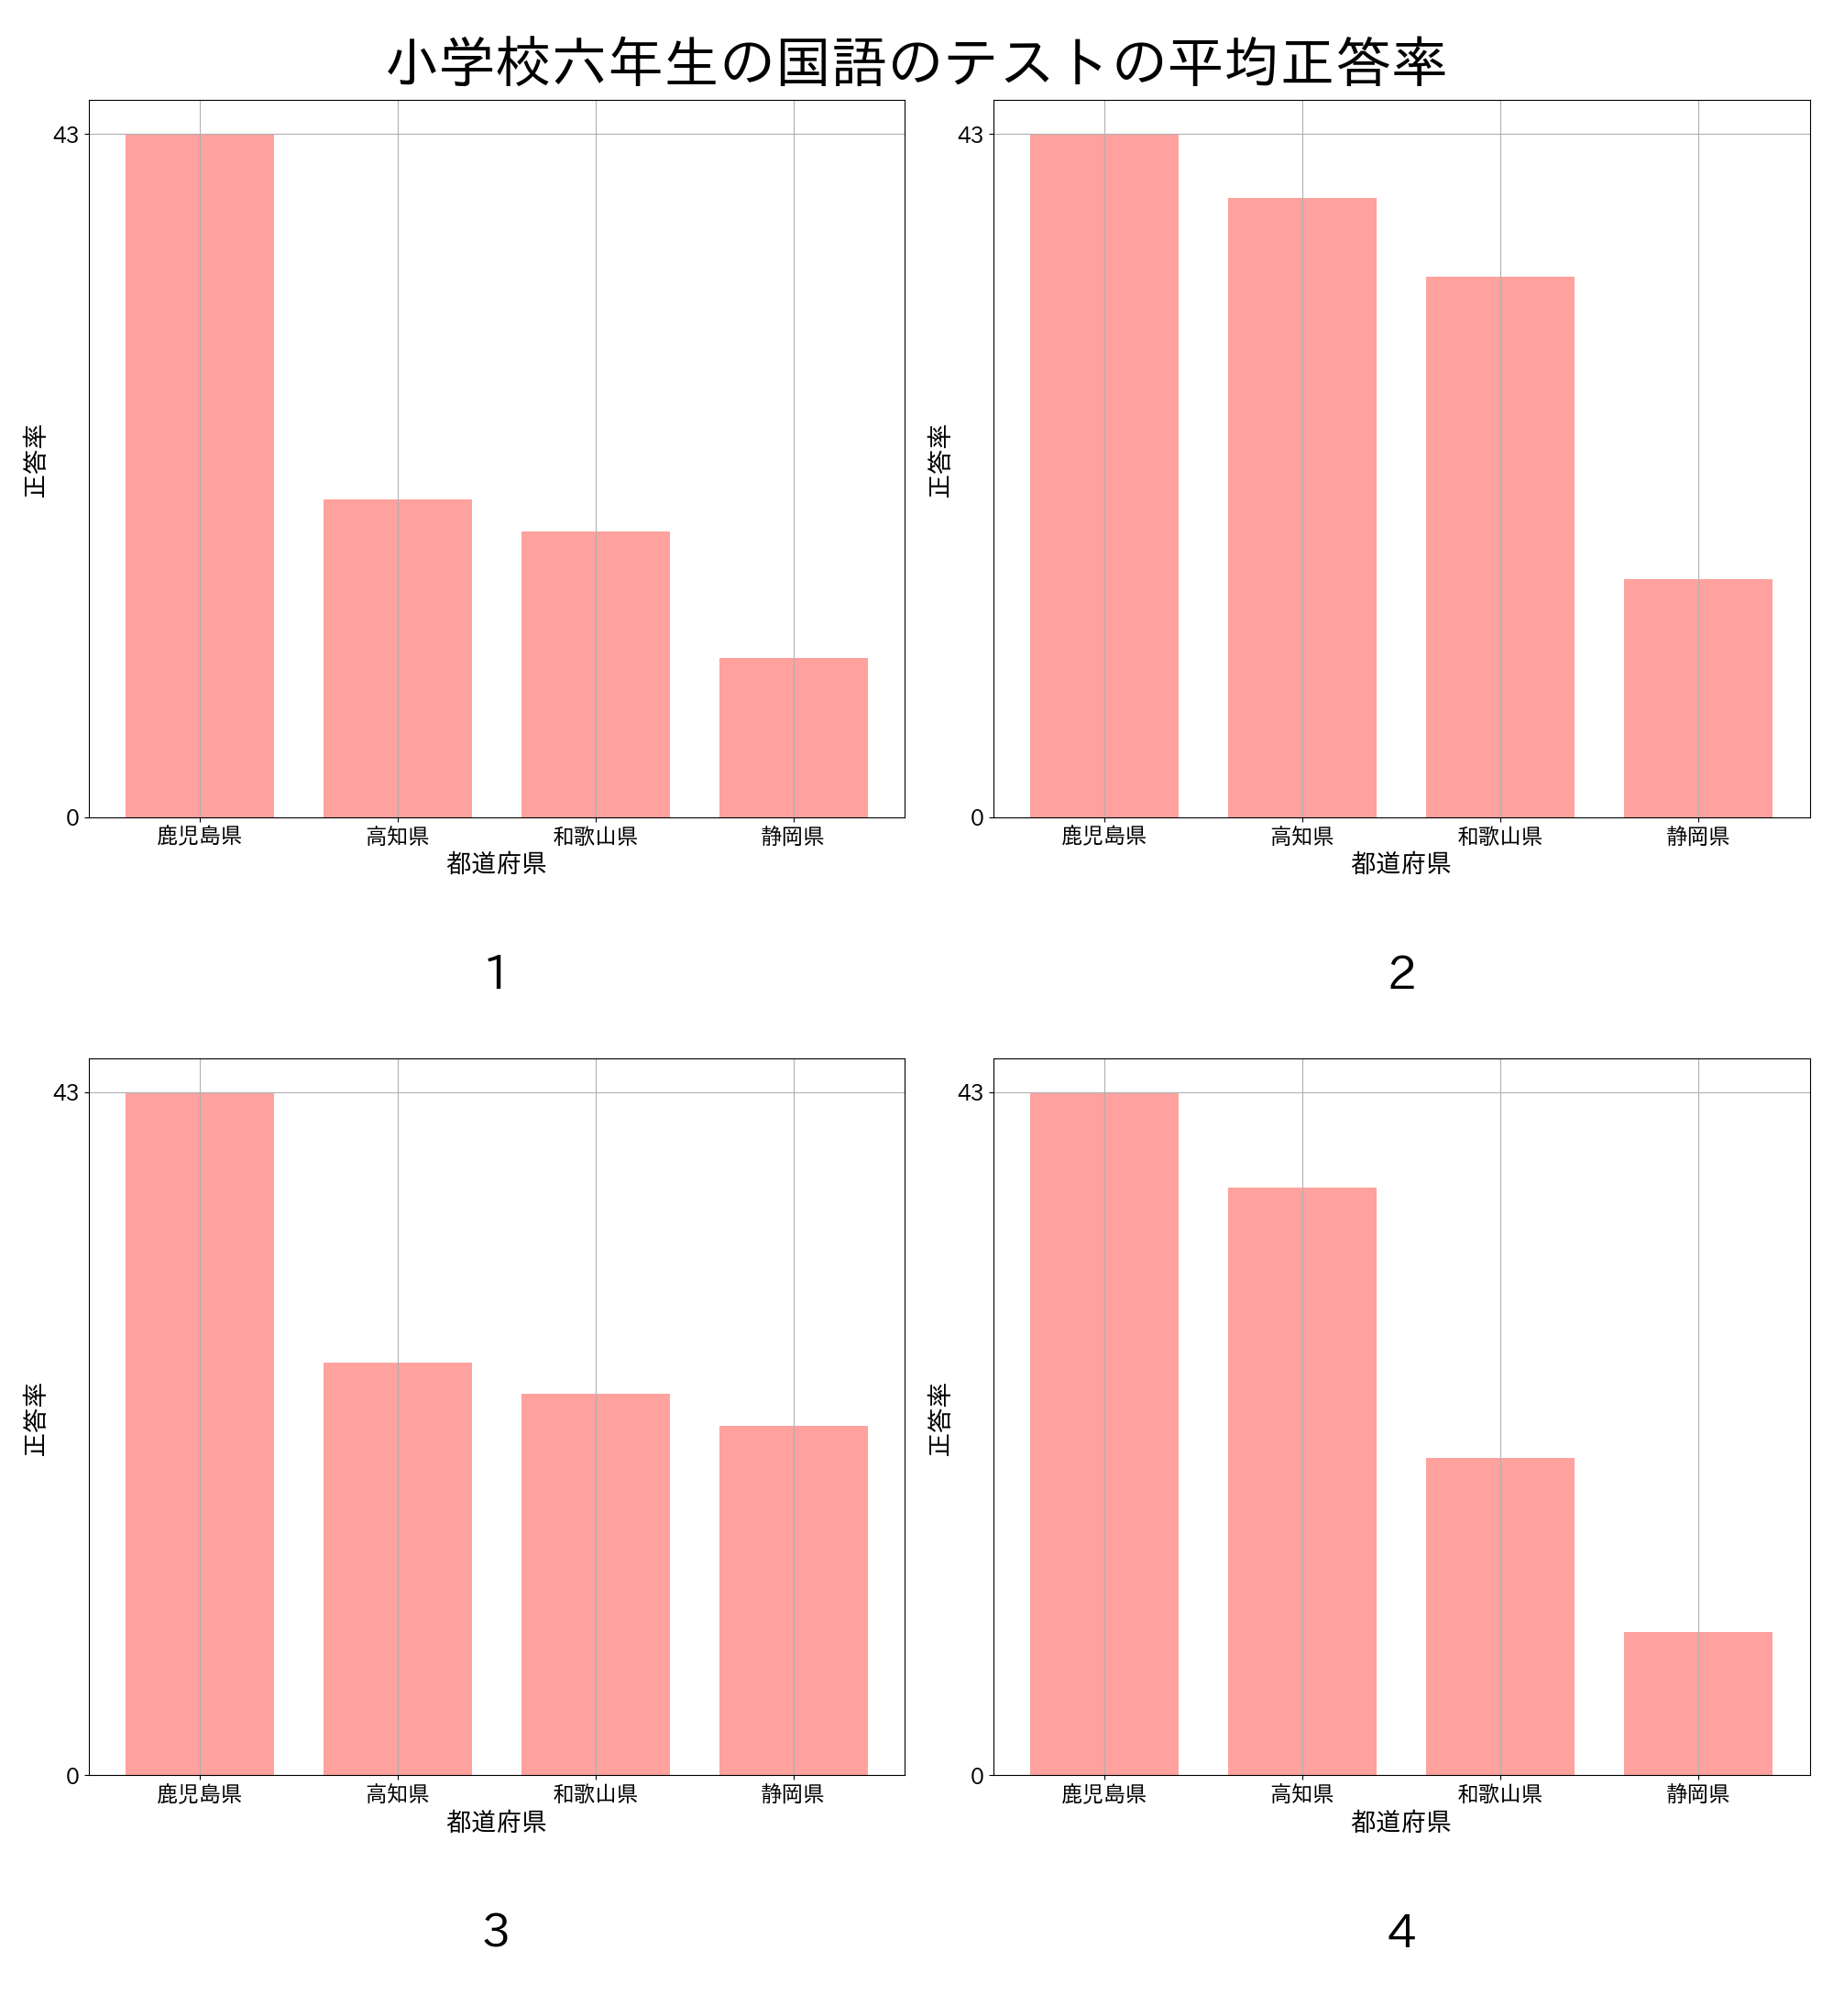 小学校六年生の国語のテストの平均正答率
43
0
正答率
鹿児島県 高知県 和歌山県 静岡県
都道府県
1
43
0
正答率
鹿児島県 高知県 和歌山県 静岡県
都道府県
2
43
0
正答率
鹿児島県 高知県 和歌山県 静岡県
都道府県
3
43
0
正答率
鹿児島県 高知県 和歌山県 静岡県
都道府県
4